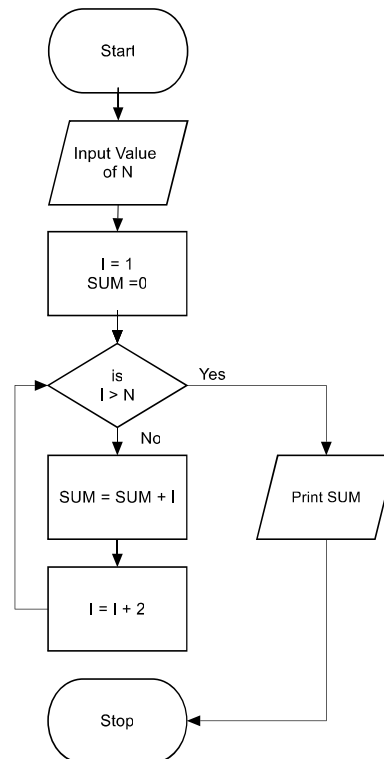 Start
Input Value
of N
I = 1
SUM =0
is
I > N
Yes
No
SUM = SUM + I
Print SUM
I = I + 2
Stop